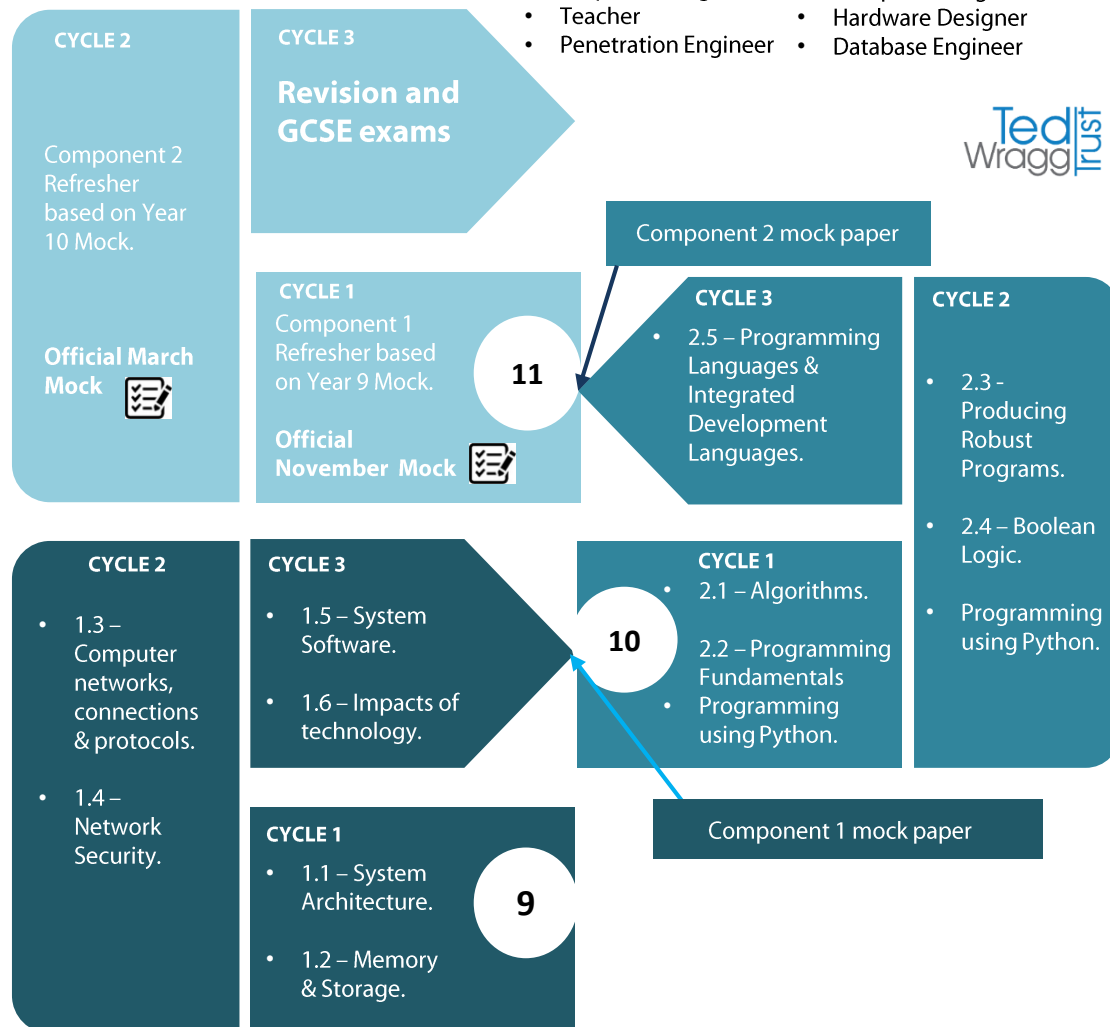 • Teacher
• Penetration Engineer
• Hardware Designer
• Database Engineer
Ted
Wragg
Trust
CYCLE 2
Component 2
Refresher
based on Year
10 Mock.
Official March
Mock
CYCLE 3
Revision and
GCSE exams
CYCLE 1
Component 1
Refresher based
on Year 9 Mock.
Official
November Mock
11
Component 2 mock paper
CYCLE 3
• 2.5 – Programming
Languages &
Integrated
Development
Languages.
CYCLE 2
• 2.3 -
Producing
Robust
Programs.
• 2.4 – Boolean
Logic.
• Programming
using Python.
CYCLE 2
• 1.3 –
Computer
networks,
connections
& protocols.
• 1.4 –
Network
Security.
CYCLE 3
• 1.5 – System
Software.
• 1.6 – Impacts of
technology.
10
CYCLE 1
• 2.1 – Algorithms.
2.2 – Programming
Fundamentals
• Programming
using Python.
Component 1 mock paper
CYCLE 1
• 1.1 – System
Architecture.
• 1.2 – Memory
& Storage.
9